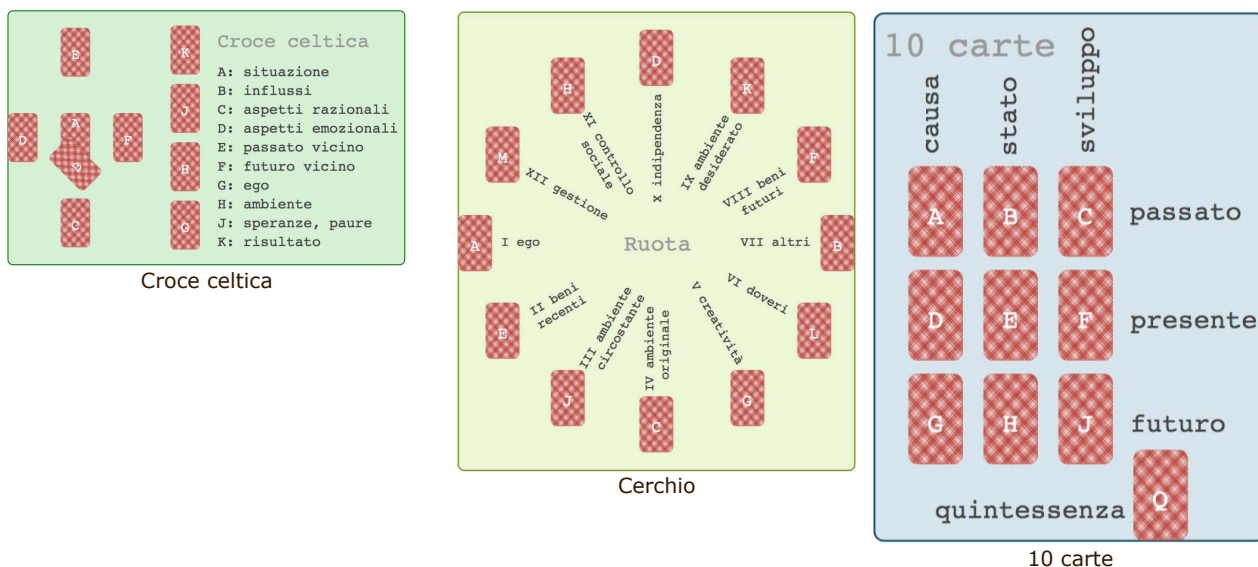 Croce celtica
A: situazione
B: influssi
C: aspetti razionali
D: aspetti emozionali
E: passato vicino
F: futuro vicino
G: ego
H: ambiente
J: speranze, paure
K: risultato
E
K
J
D
A
F
B
H
C
G
Croce celtica
D
H
K
M
F
A
B
E
L
J
G
C
X indipendenza
XI controllo
sociale
IX ambiente
desiderato
XII gestione
VIII beni
futuri
I ego
Ruota
VII altri
II beni
recenti
VI doveri
III ambiente
circostante
IV ambiente
originale
V creatività
Cerchio
10 carte
causa
stato
sviluppo
A B C passato
D E F presente
G H J futuro
quintessenza Q
10 carte